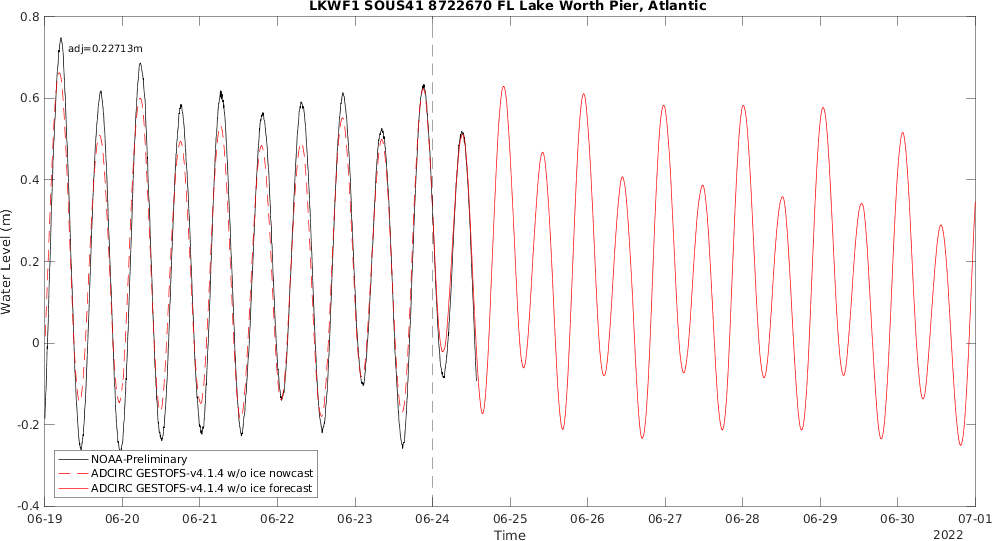 LKWF1 SOUS41 8722670 FL Lake Worth Pier, Atlantic
adj=0.22713m
Water Level (m)
0.8
0.6
0.4
0.2
0
-0.2
-0.4
NOAA-Preliminary
ADCIRC GESTOFS-v4.1.4 w/o ice nowcast
ADCIRC GESTOFS-v4.1.4 w/o ice forecast
06-19 06-20 06-21 06-22 06-23 06-24 06-25 06-26 06-27 06-28 06-29 06-30 07-01
Time
2022